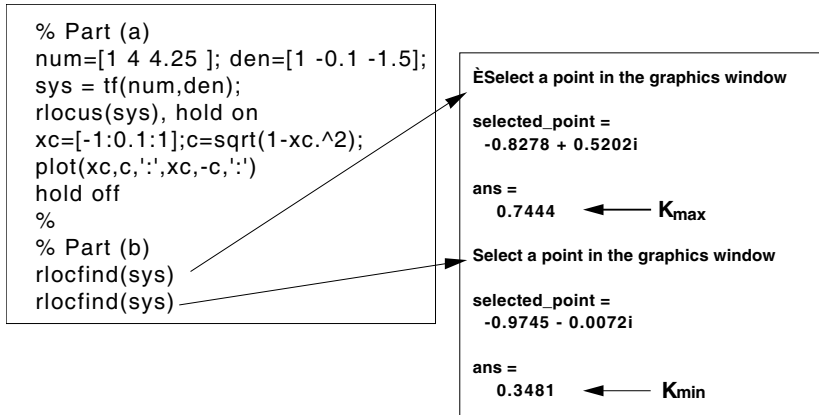 % Part (a)
num=[1 4 4.25 ]; den=[1 -0.1 -1.5];
sys = tf(num,den);
rlocus(sys), hold on
xc=[-1:0.1:1];c=sqrt(1-xc.^2);
plot(xc,c,':',xc,-c,':')
hold off
%
% Part (b)
rlocfind(sys)
rlocfind(sys)
ÈSelect a point in the graphics window
selected_point =
-0.8278 + 0.5202i
ans =
0.7444 Kmax
Select a point in the graphics window
selected_point =
-0.9745 - 0.0072i
ans =
0.3481 Kmin